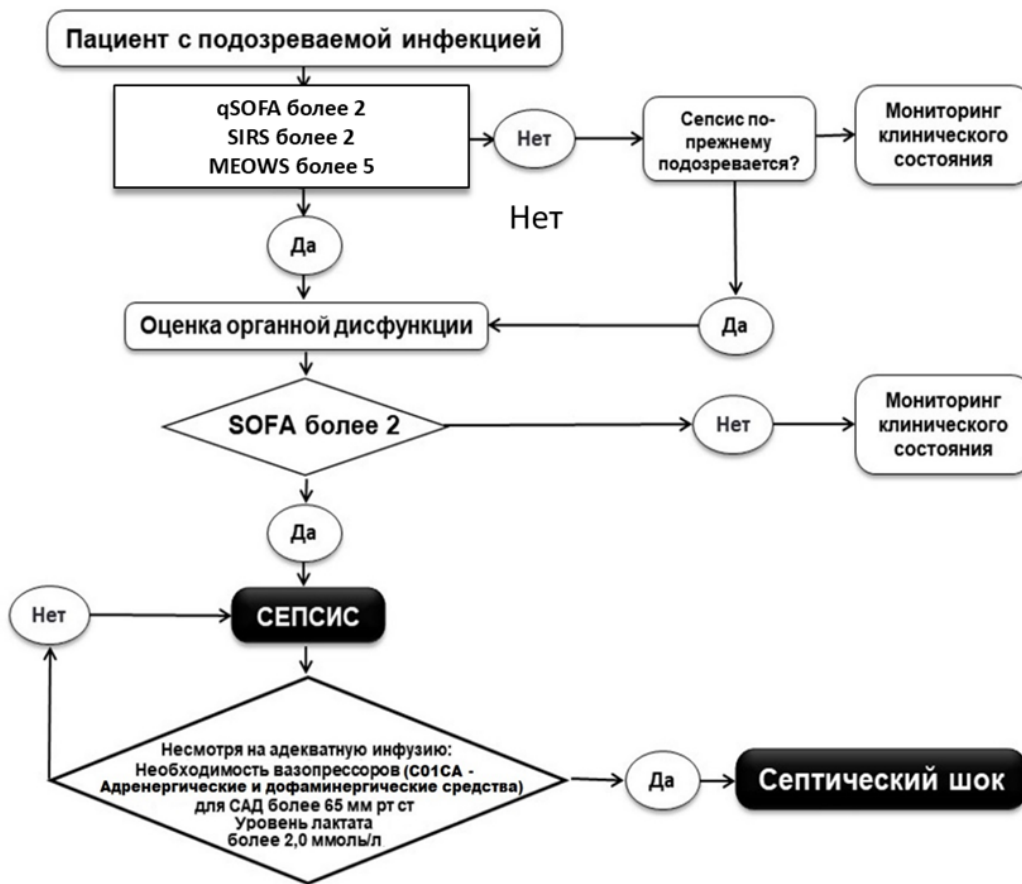 Пациент с подозреваемой инфекцией
qSOFA более 2
SIRS более 2
MEOWS более 5
Нет
Сепсис по-
прежнему
подозревается?
Мониторинг
клинического
состояния
Нет
Да
Да
Оценка органной дисфункции
SOFA более 2
Нет
Мониторинг
клинического
состояния
Да
Нет
СЕПСИС
Несмотря на адекватную инфузию:
Необходимость вазопрессоров (C01CA -
Адренергические и дофаминергические средства)
для САД более 65 мм рт ст
Уровень лактата
более 2,0 ммоль/л
Да
Септический шок